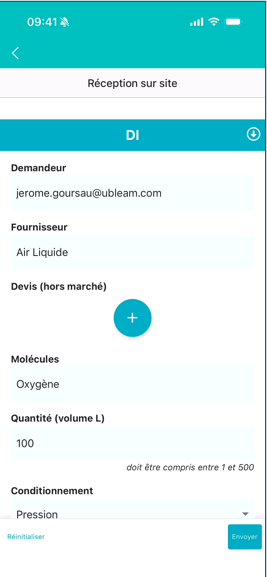 09:41
Réception sur site
DI
Demandeur
jerome.goursau@ubleam.com
Fournisseur
Air Liquide
Devis (hors marché)
Molécules
Oxygène
Quantité (volume L)
100
doit être compris entre 1 et 500
Conditionnement
Pression
Réinitialiser
Envoyer